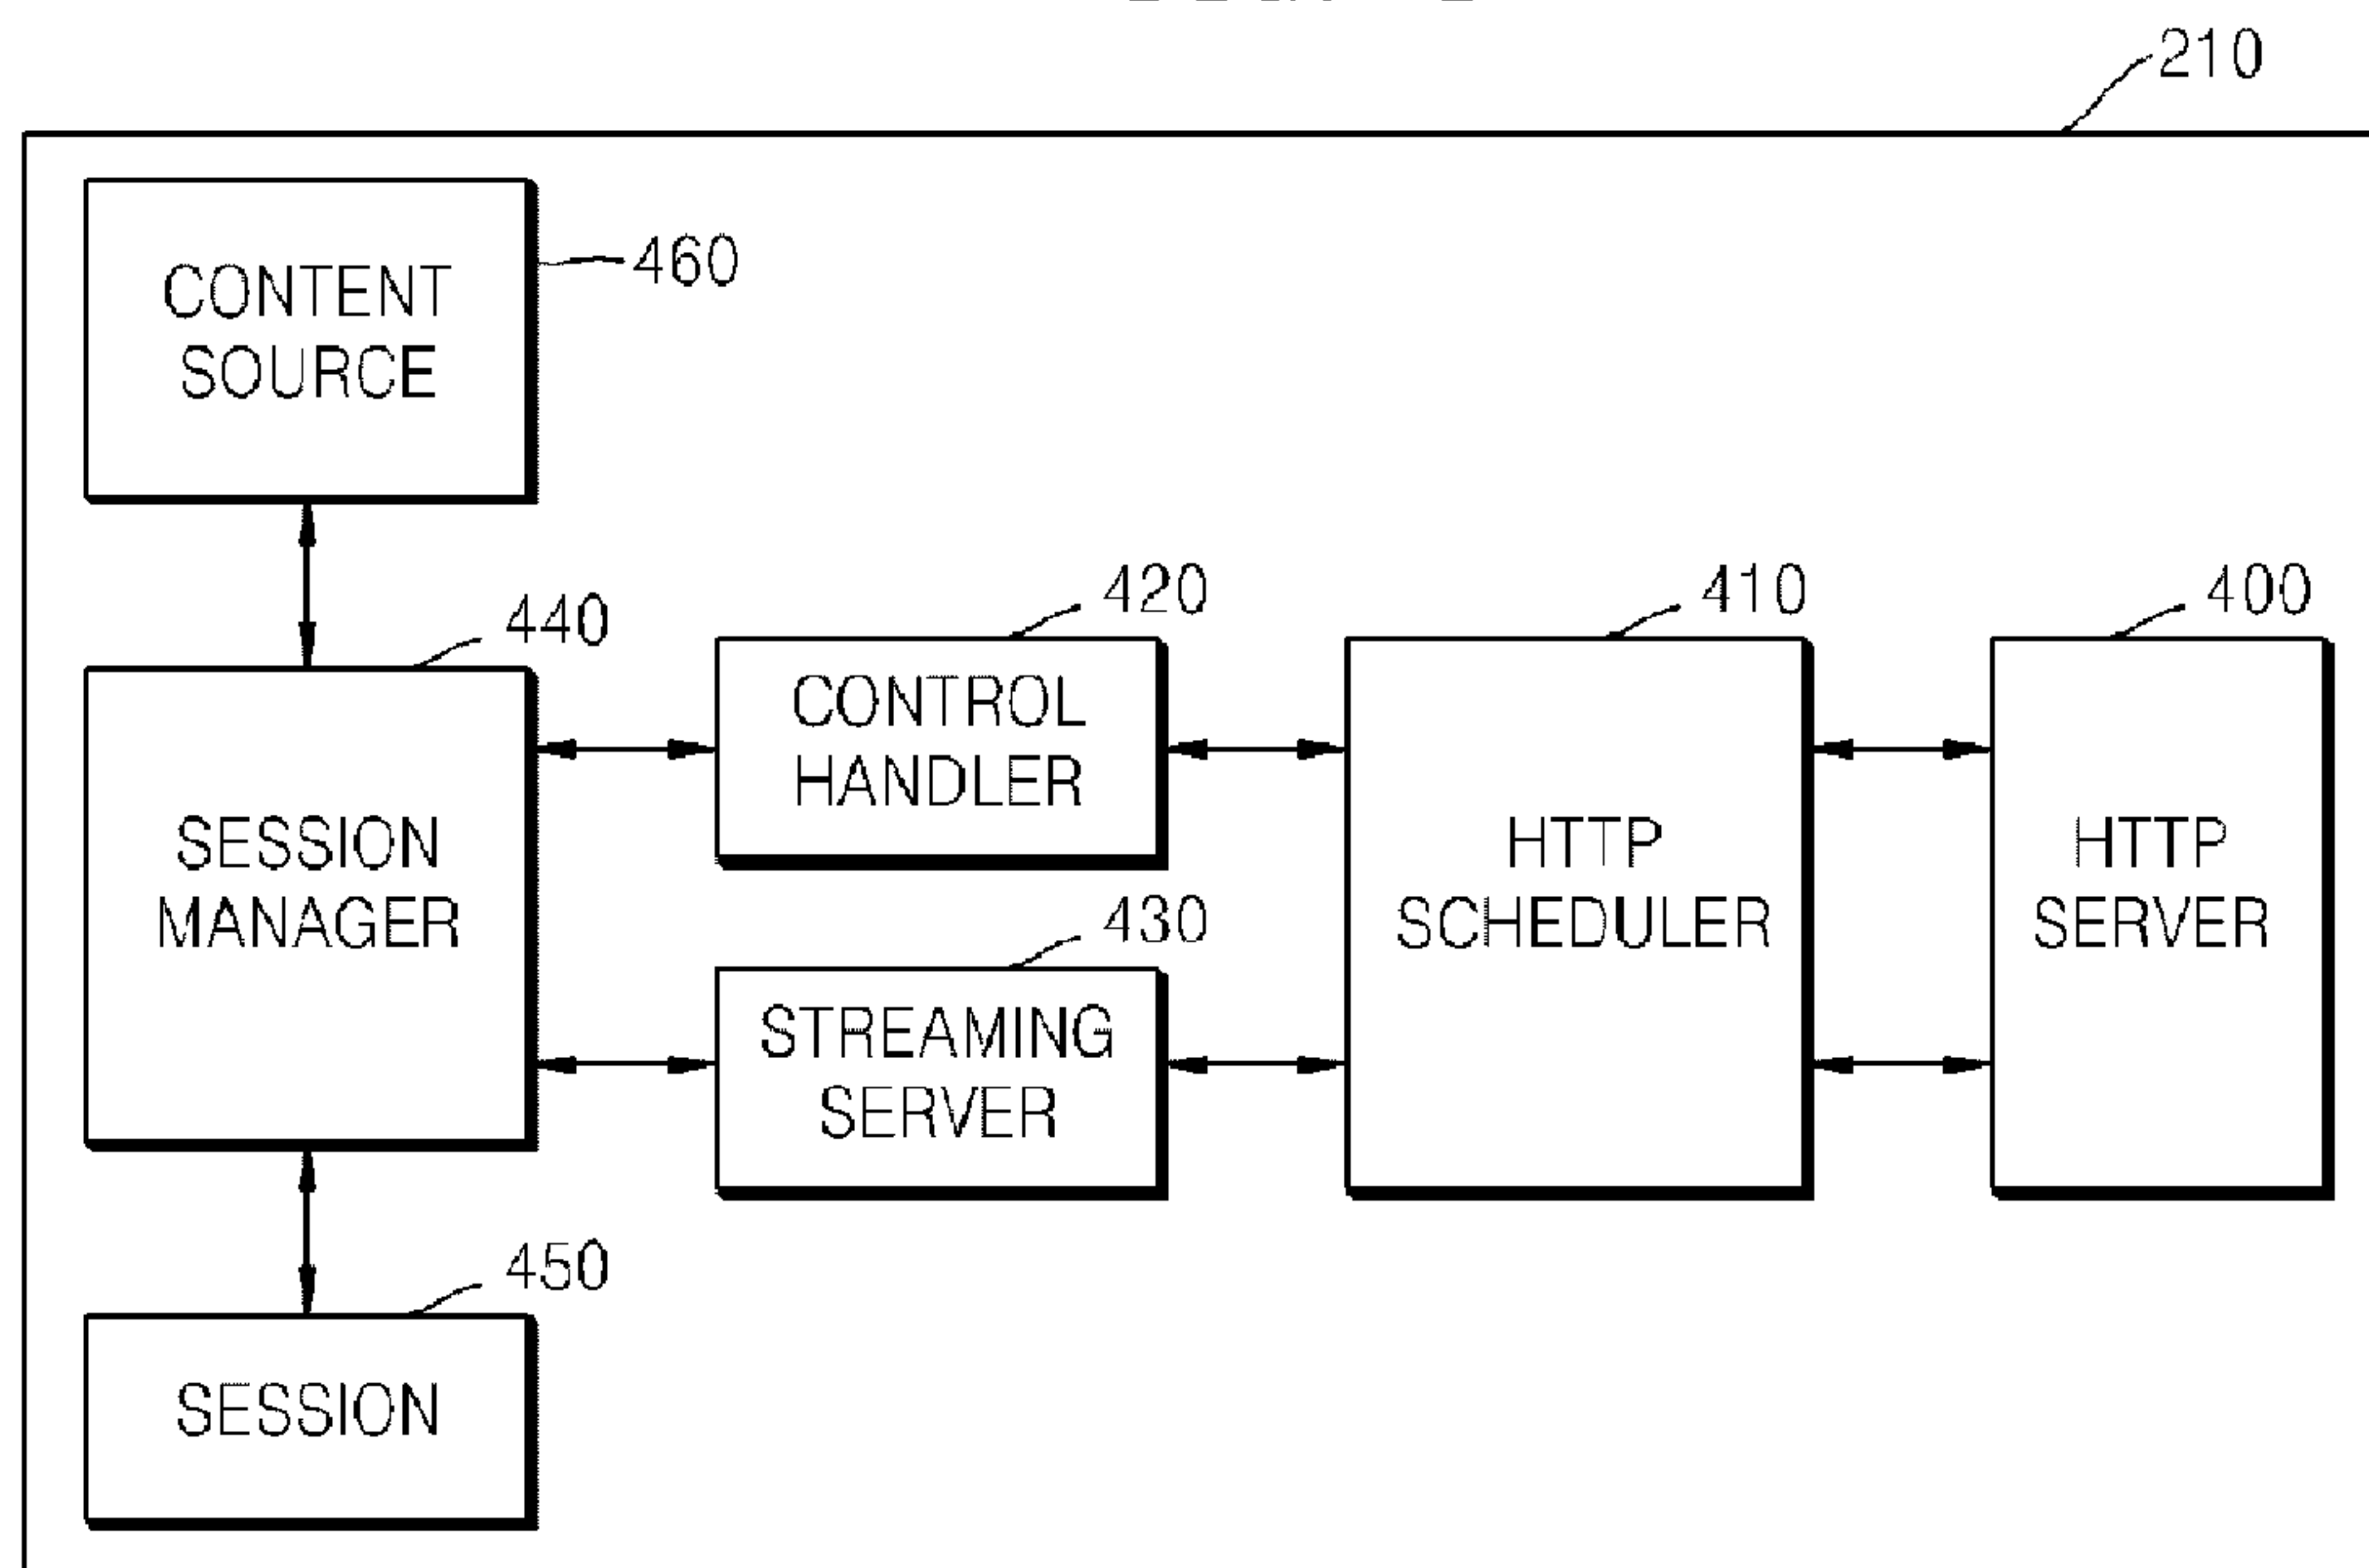 210
CONTENT
SOURCE
460
440
SESSION
MANAGER
420
CONTROL
HANDLER
430
STREAMING
SERVER
410
HTTP
SCHEDULER
400
HTTP
SERVER
450
SESSION